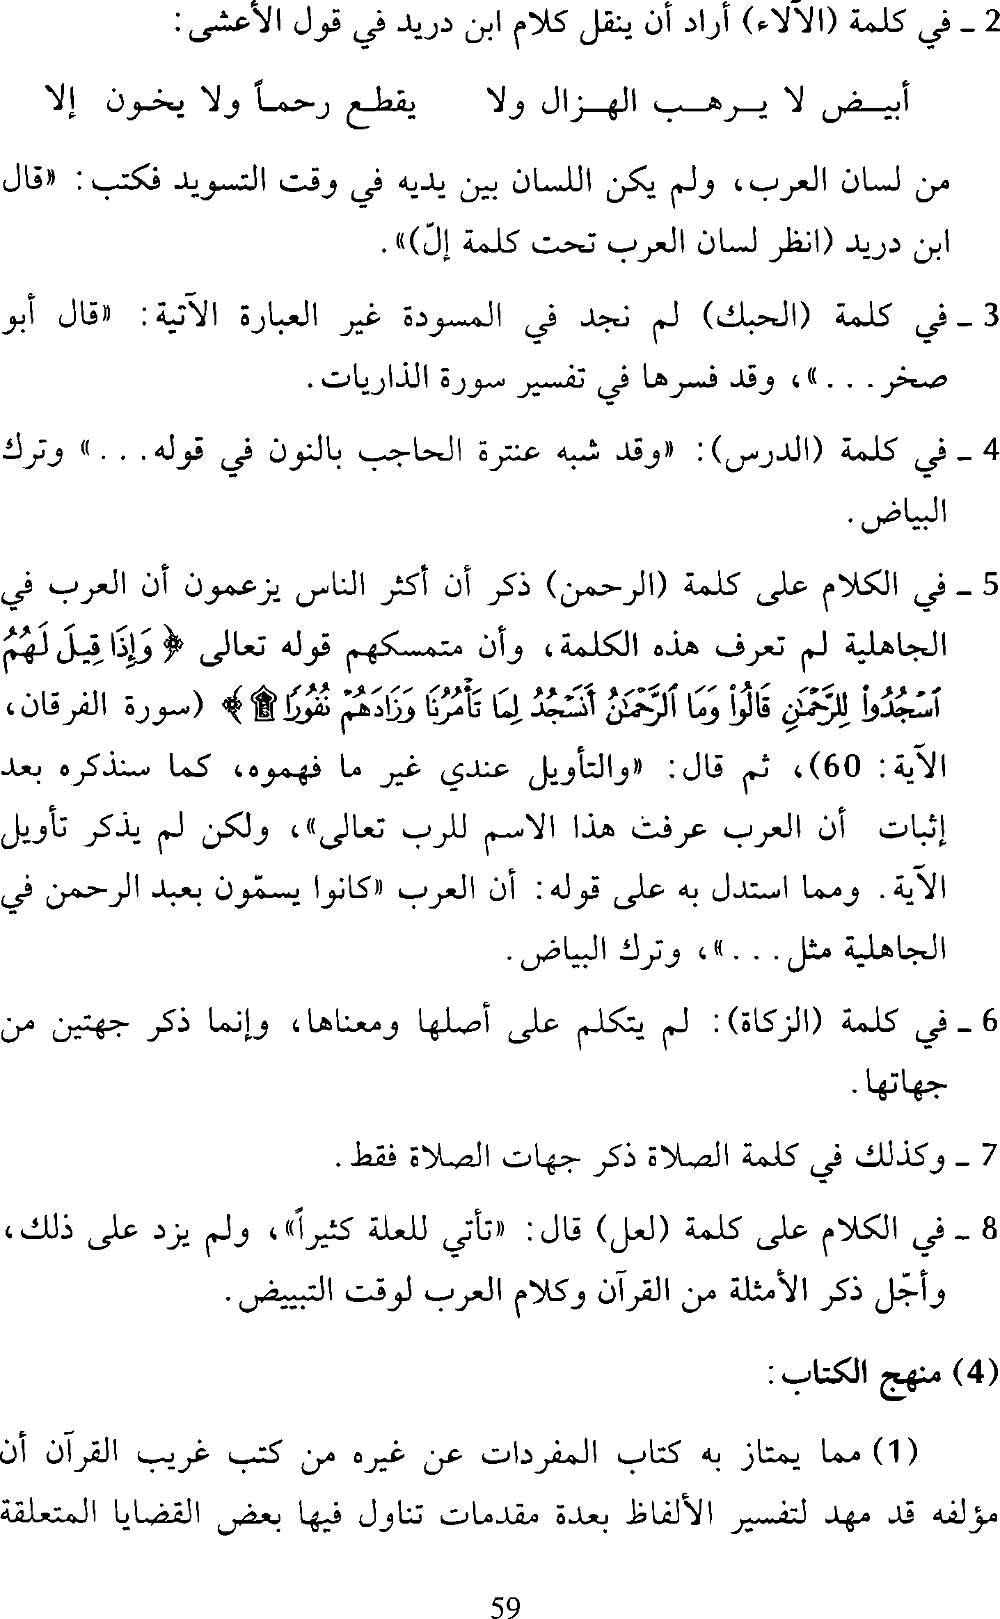 2 ـ في كلمة (الآلاء) أراد أن ينقل كلام ابن دريد في قول الأعشى:
أبيـــض لا يــرهــب الهــزال ولا يقطــع رحمــاً ولا يخــون إلا
من لسان العرب، ولم يكن اللسان بين يديه في وقت التسويد فكتب: «قال
ابن دريد (انظر لسان العرب تحت كلمة إلّ)».
3 ـ في كلمة (الحبك) لم نجد في المسودة غير العبارة الآتية: «قال أبو
صخر...»، وقد فسرها في تفسير سورة الذاريات.
4 ـ في كلمة (الدرس): «وقد شبه عنترة الحاجب بالنون في قوله...» وترك
البياض.
5 ـ في الكلام على كلمة (الرحمن) ذكر أن أكثر الناس يزعمون أن العرب في
الجاهلية لم تعرف هذه الكلمة، وأن متمسكهم قوله تعالى ﴿وَإِذَا قِيلَ لَهُمُ
ٱسْجُدُوا۟ لِلرَّحْمَٰنِ قَالُوا۟ وَمَا ٱلرَّحْمَٰنُ أَنَسْجُدُ لِمَا تَأْمُرُنَا وَزَادَهُمْ نُفُورًا ۩﴾ (سورة الفرقان،
الآية: 60)، ثم قال: «والتأويل عندي غير ما فهموه، كما سنذكره بعد
إثبات أن العرب عرفت هذا الاسم للرب تعالى»، ولكن لم يذكر تأويل
الآية. ومما استدل به على قوله: أن العرب «كانوا يسمّون بعبد الرحمن في
الجاهلية مثل...»، وترك البياض.
6 ـ في كلمة (الزكاة): لم يتكلم على أصلها ومعناها، وإنما ذكر جهتين من
جهاتها.
7 ـ وكذلك في كلمة الصلاة ذكر جهات الصلاة فقط.
8 ـ في الكلام على كلمة (لعل) قال: «تأتي للعلة كثيراً»، ولم يزد على ذلك،
وأجّل ذكر الأمثلة من القرآن وكلام العرب لوقت التبييض.
(4) منهج الكتاب:
(1) مما يمتاز به كتاب المفردات عن غيره من كتب غريب القرآن أن
مؤلفه قد مهد لتفسير الألفاظ بعدة مقدمات تناول فيها بعض القضايا المتعلقة
59